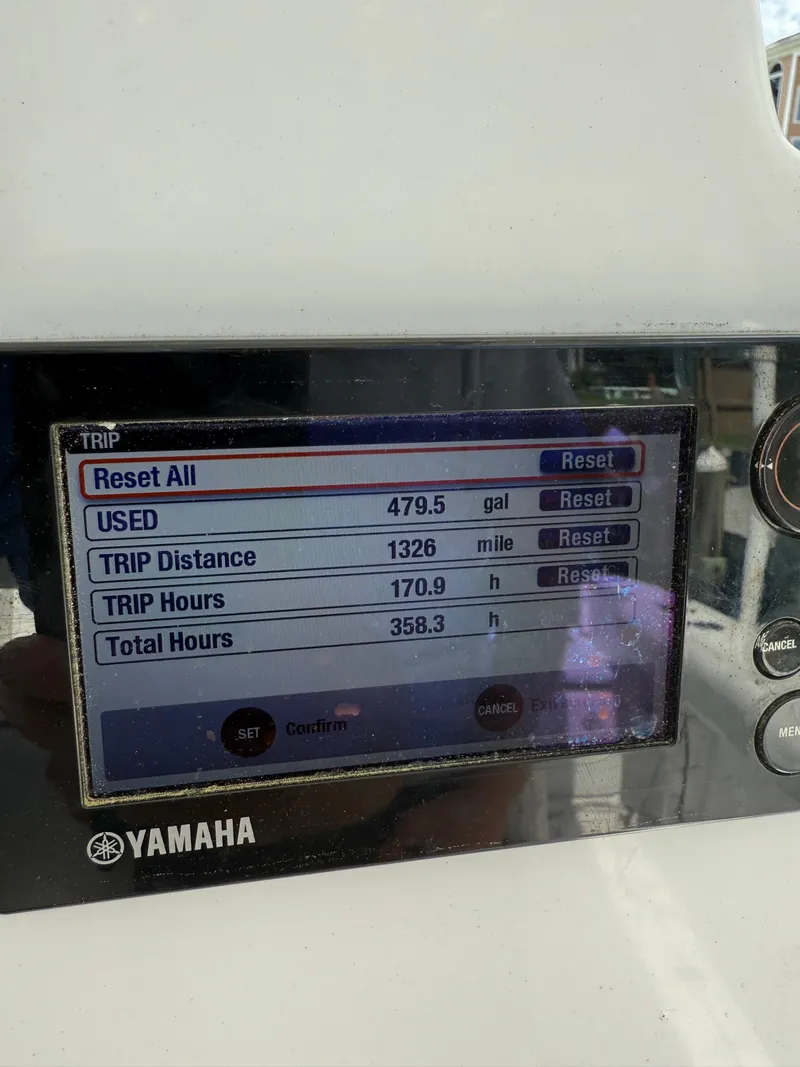 TRIP
Reset All Reset
USED 479.5 gal Reset
TRIP Distance 1326 mile Reset
TRIP Hours 170.9 h Reset
Total Hours 358.3 h
SET Confirm CANCEL
CANCEL
MEN
YAMAHA